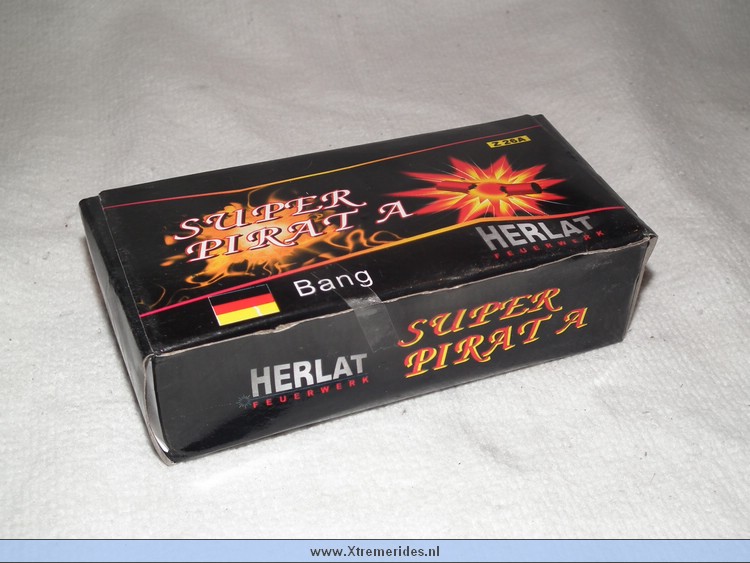 Z-20A
SUPER
PIRAT A
HERLAT
FEUERWERK
Bang
SUPER
PIRAT A
HERLAT
FEUERWERK
www.Xtremerides.nl